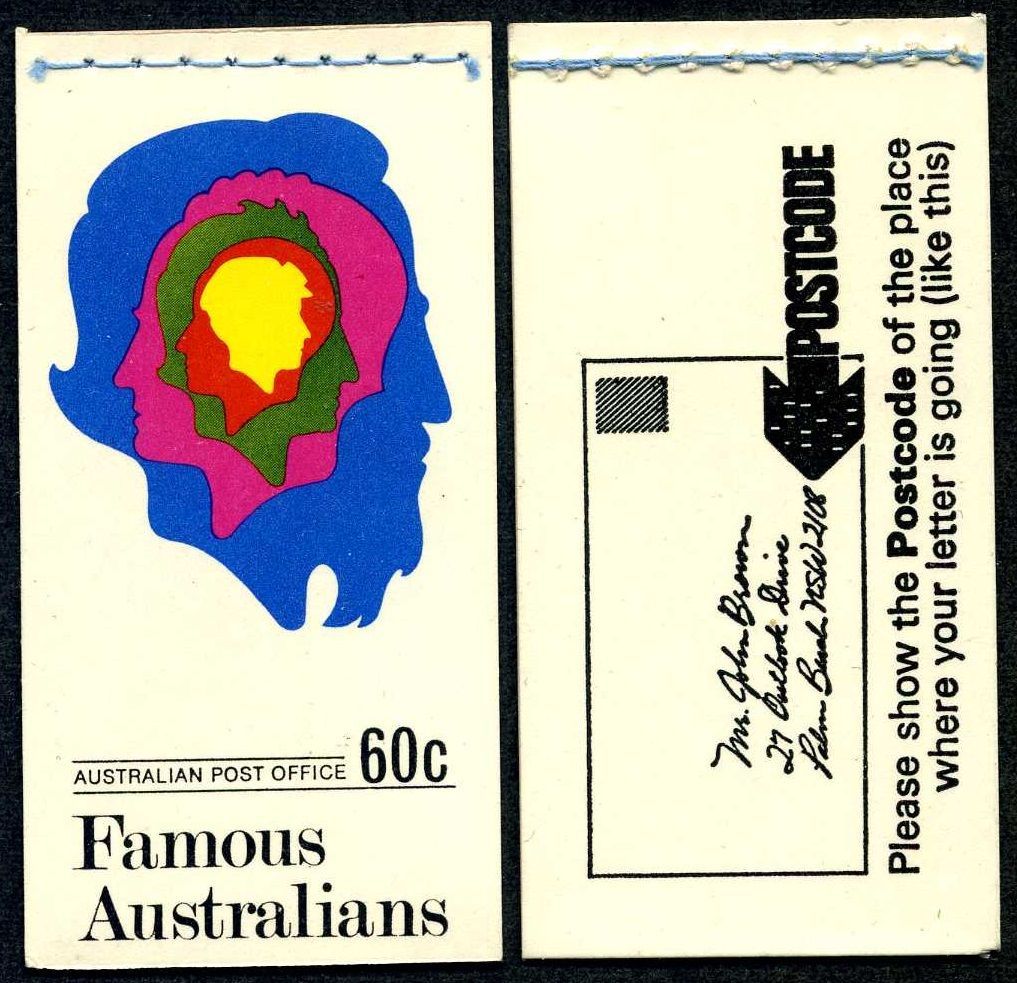 AUSTRALIAN POST OFFICE 60c
Famous
Australians
POSTCODE
Mr. John Brown
27 Outlook Drive
Palm Beach NSW 2108
Please show the Postcode of the place
where your letter is going (like this)